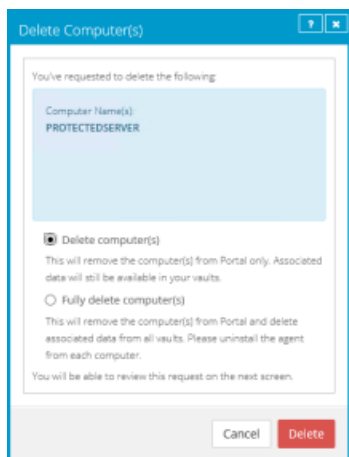 Delete Computer(s)
? ×
You've requested to delete the following:
Computer Name(s):
PROTECTEDSERVER
Delete computer(s)
This will remove the computer(s) from Portal only. Associated
data will still be available in your vaults.
Fully delete computer(s)
This will remove the computer(s) from Portal and delete
associated data from all vaults. Please uninstall the agent
from each computer.
You will be able to review this request on the next screen.
Cancel Delete